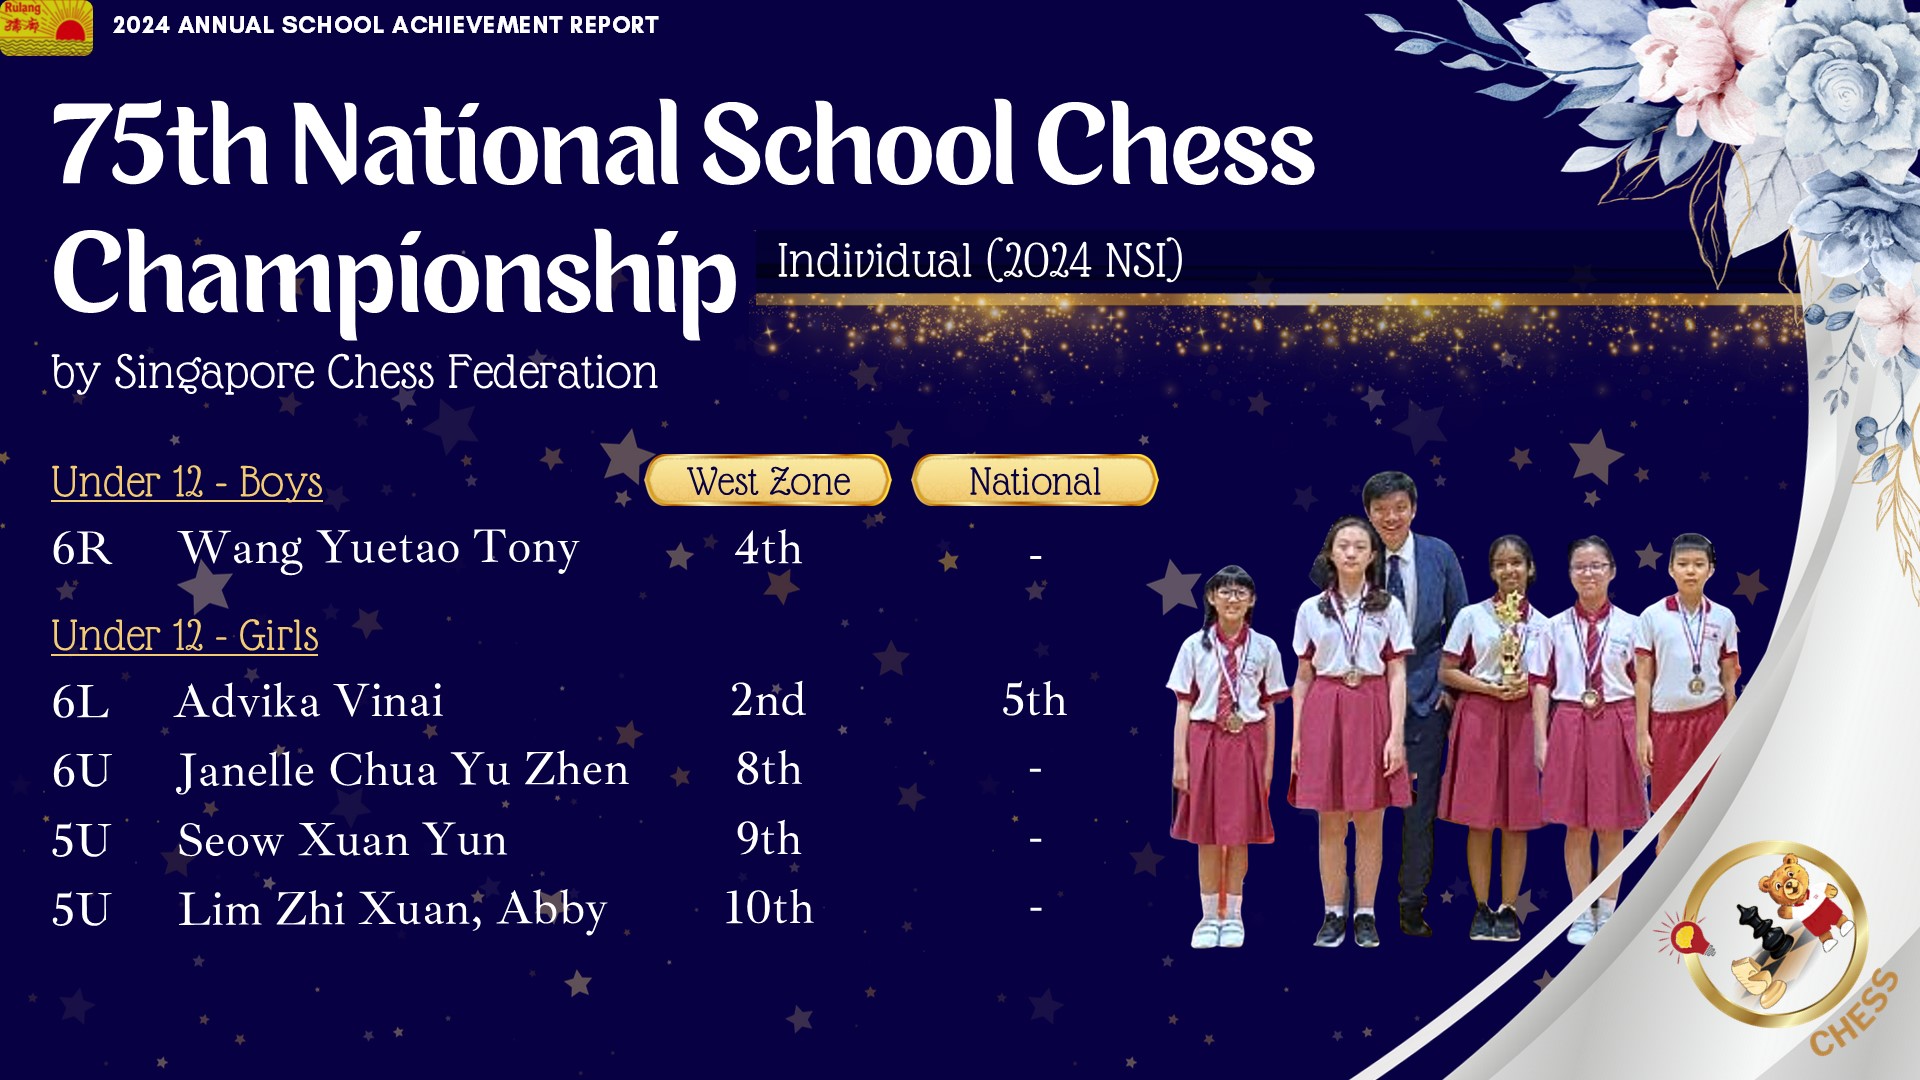 Rulang
2024 ANNUAL SCHOOL ACHIEVEMENT REPORT
75th National School Chess
Championship
Individual (2024 NSI)
by Singapore Chess Federation
Under 12 - Boys West Zone National
6R Wang Yuetao Tony 4th -
Under 12 - Girls
6L Advika Vinai 2nd 5th
6U Janelle Chua Yu Zhen 8th -
5U Seow Xuan Yun 9th -
5U Lim Zhi Xuan, Abby 10th -
CHESS